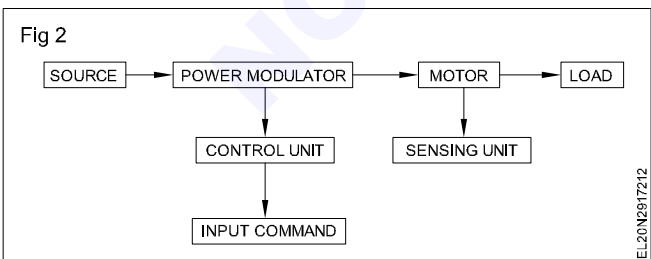 Fig 2
SOURCE
POWER MODULATOR
MOTOR
LOAD
CONTROL UNIT
SENSING UNIT
INPUT COMMAND
EL20N2917212